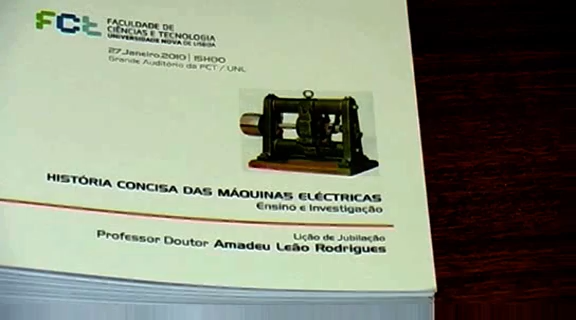 FCt FACULDADE DE
CIÊNCIAS E TECNOLOGIA
UNIVERSIDADE NOVA DE LISBOA
27.Janeiro.2010 | 15H00
Grande Auditório da FCT / UNL
HISTÓRIA CONCISA DAS MÁQUINAS ELÉCTRICAS
Ensino e Investigação
Lição de Jubilação
Professor Doutor Amadeu Leão Rodrigues